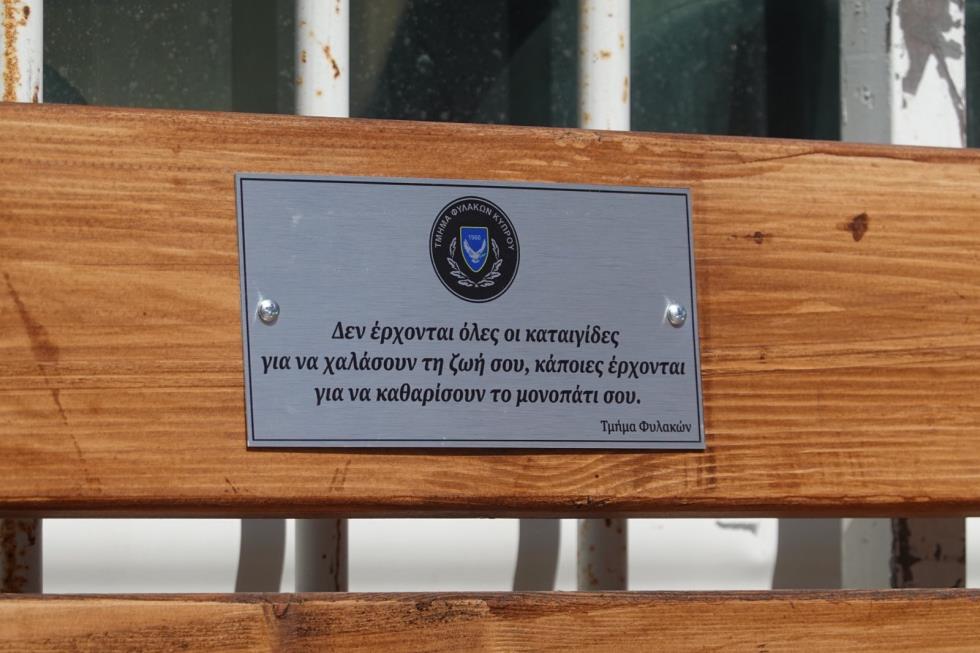 ΤΜΗΜΑ ΦΥΛΑΚΩΝ ΚΥΠΡΟΥ
1960
Δεν έρχονται όλες οι καταιγίδες
για να χαλάσουν τη ζωή σου, κάποιες έρχονται
για να καθαρίσουν το μονοπάτι σου.
Τμήμα Φυλακών